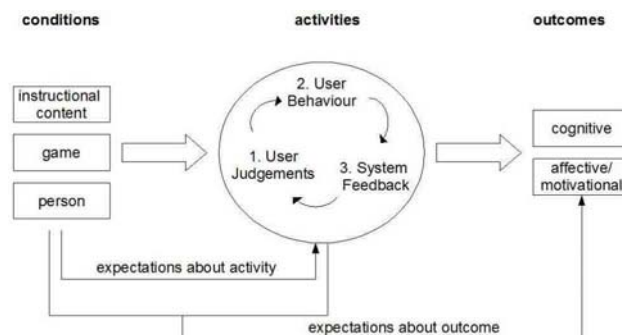 conditions
activities
outcomes
instructional
content
game
person
2. User
Behaviour
1. User
Judgements
3. System
Feedback
cognitive
affective/
motivational
expectations about activity
expectations about outcome